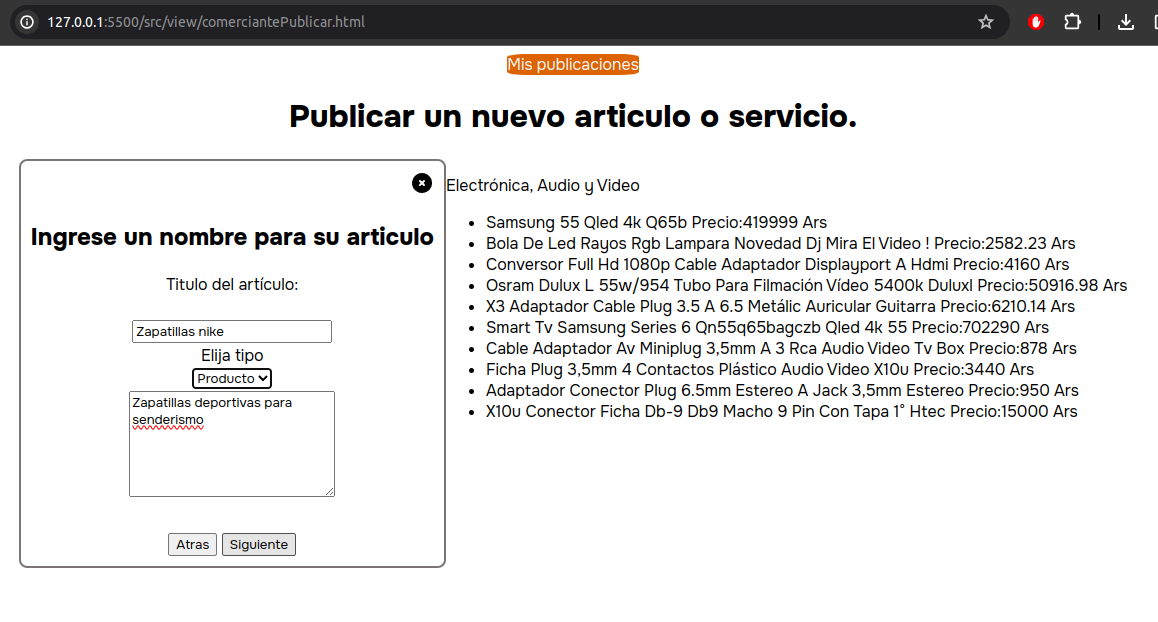 127.0.0.1:5500/src/view/comerciantePublicar.html
Mis publicaciones
Publicar un nuevo articulo o servicio.
Ingrese un nombre para su articulo
Titulo del artículo:
Zapatillas nike
Elija tipo
Producto
Zapatillas deportivas para
senderismo
Atras Siguiente
Electrónica, Audio y Video
Samsung 55 Qled 4k Q65b Precio:419999 Ars
Bola De Led Rayos Rgb Lampara Novedad Dj Mira El Video ! Precio:2582.23 Ars
Conversor Full Hd 1080p Cable Adaptador Displayport A Hdmi Precio:4160 Ars
Osram Dulux L 55w/954 Tubo Para Filmación Vídeo 5400k Duluxl Precio:50916.98 Ars
X3 Adaptador Cable Plug 3.5 A 6.5 Metálic Auricular Guitarra Precio:6210.14 Ars
Smart Tv Samsung Series 6 Qn55q65bagczb Qled 4k 55 Precio:702290 Ars
Cable Adaptador Av Miniplug 3,5mm A 3 Rca Audio Video Tv Box Precio:878 Ars
Ficha Plug 3,5mm 4 Contactos Plástico Audio Video X10u Precio:3440 Ars
Adaptador Conector Plug 6.5mm Estereo A Jack 3,5mm Estereo Precio:950 Ars
X10u Conector Ficha Db-9 Db9 Macho 9 Pin Con Tapa 1° Htec Precio:15000 Ars